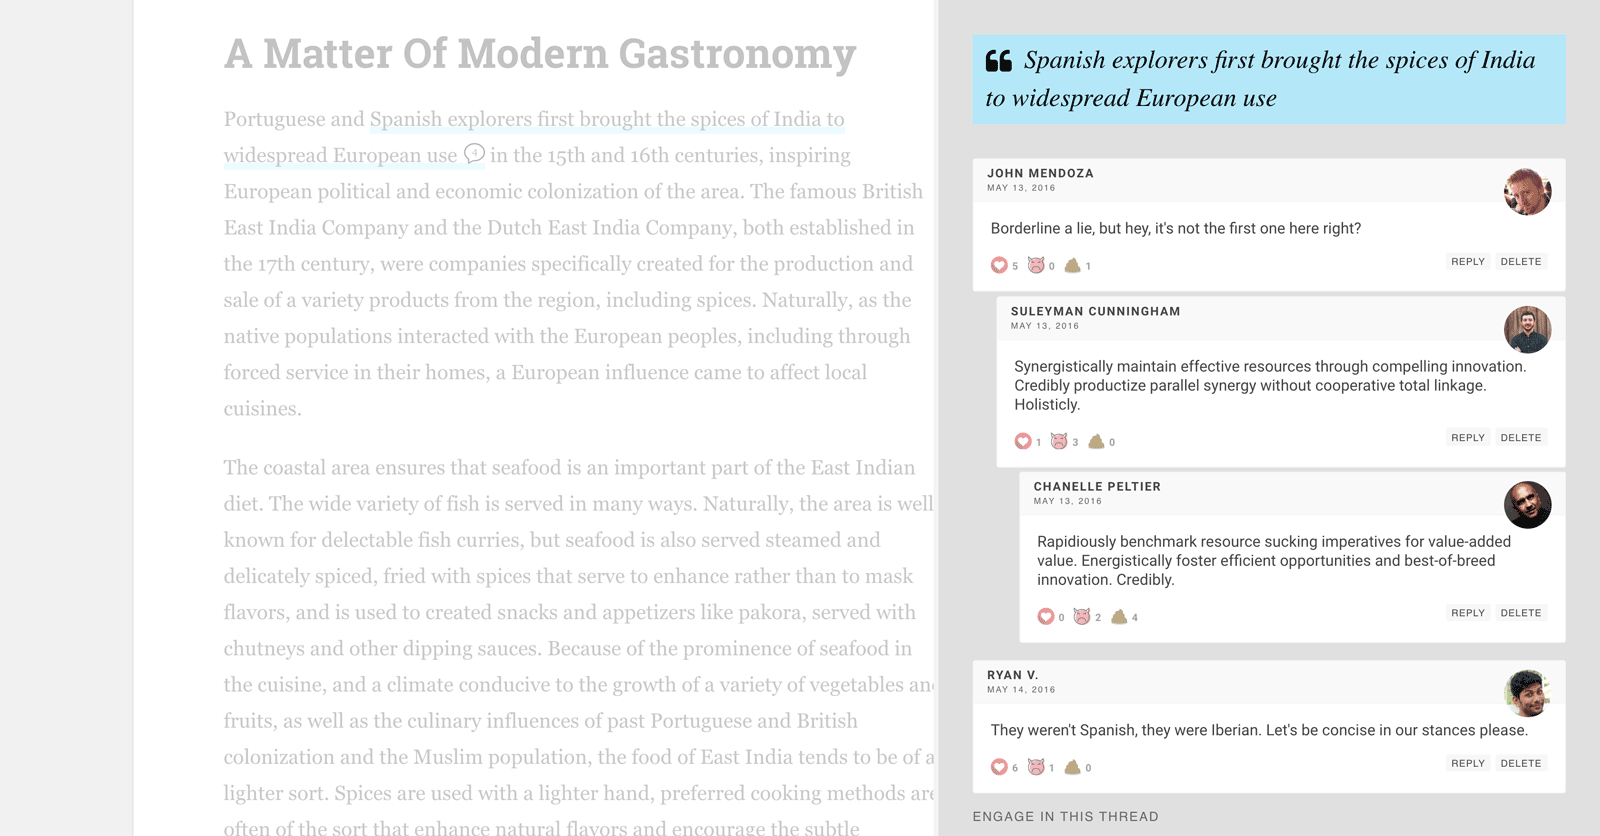 A Matter Of Modern Gastronomy
Portuguese and Spanish explorers first brought the spices of India to
widespread European use 4 in the 15th and 16th centuries, inspiring
European political and economic colonization of the area. The famous British
East India Company and the Dutch East India Company, both established in
the 17th century, were companies specifically created for the production and
sale of a variety products from the region, including spices. Naturally, as the
native populations interacted with the European peoples, including through
forced service in their homes, a European influence came to affect local
cuisines.
The coastal area ensures that seafood is an important part of the East Indian
diet. The wide variety of fish is served in many ways. Naturally, the area is well
known for delectable fish curries, but seafood is also served steamed and
delicately spiced, fried with spices that serve to enhance rather than to mask
flavors, and is used to created snacks and appetizers like pakora, served with
chutneys and other dipping sauces. Because of the prominence of seafood in
the cuisine, and a climate conducive to the growth of a variety of vegetables an
fruits, as well as the culinary influences of past Portuguese and British
colonization and the Muslim population, the food of East India tends to be of a
lighter sort. Spices are used with a lighter hand, preferred cooking methods are
often of the sort that enhance natural flavors and encourage the subtle
❝ Spanish explorers first brought the spices of India
to widespread European use
JOHN MENDOZA
MAY 13, 2016
Borderline a lie, but hey, it's not the first one here right?
5 0 1 REPLY DELETE
SULEYMAN CUNNINGHAM
MAY 13, 2016
Synergistically maintain effective resources through compelling innovation.
Credibly productize parallel synergy without cooperative total linkage.
Holisticly.
1 3 0 REPLY DELETE
CHANELLE PELTIER
MAY 13, 2016
Rapidiously benchmark resource sucking imperatives for value-added
value. Energistically foster efficient opportunities and best-of-breed
innovation. Credibly.
0 2 4 REPLY DELETE
RYAN V.
MAY 14, 2016
They weren't Spanish, they were Iberian. Let's be concise in our stances please.
6 1 0 REPLY DELETE
ENGAGE IN THIS THREAD